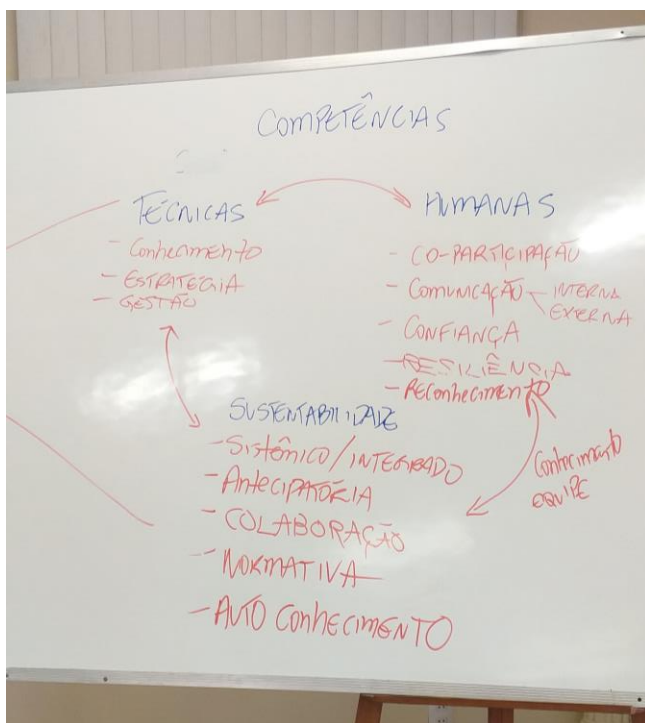 COMPETÊNCIAS
TÉCNICAS
- Conhecimento
- ESTRATÉGIA
- GESTÃO
HUMANAS
- CO-PARTICIPAÇÃO
- COMUNICAÇÃO - INTERNA
EXTERNA
- CONFIANÇA
- RESILIÊNCIA
- REConhecimento
Conhecimento
EQUIPE
SUSTENTABILIDADE
- SISTÊMICO / INTEGRADO
- AnteCIPATÓRIA
- COLABORAÇÃO
- NORMATIVA
- AUTO ConhECIMENTO